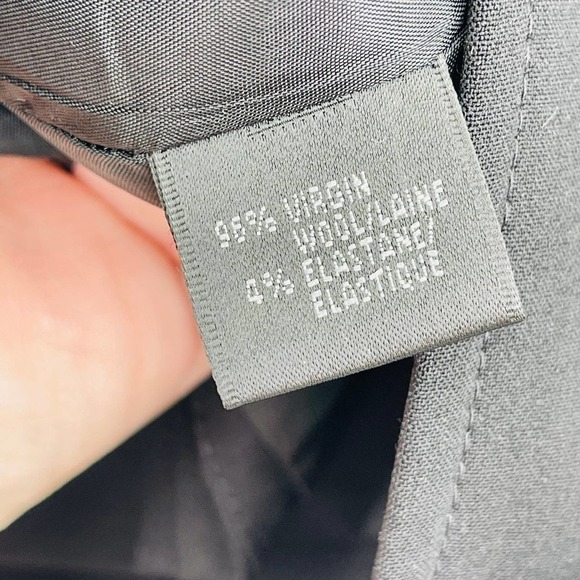 96% VIRGIN
WOOL/LAINE
4% ELASTANE/
ELASTIQUE